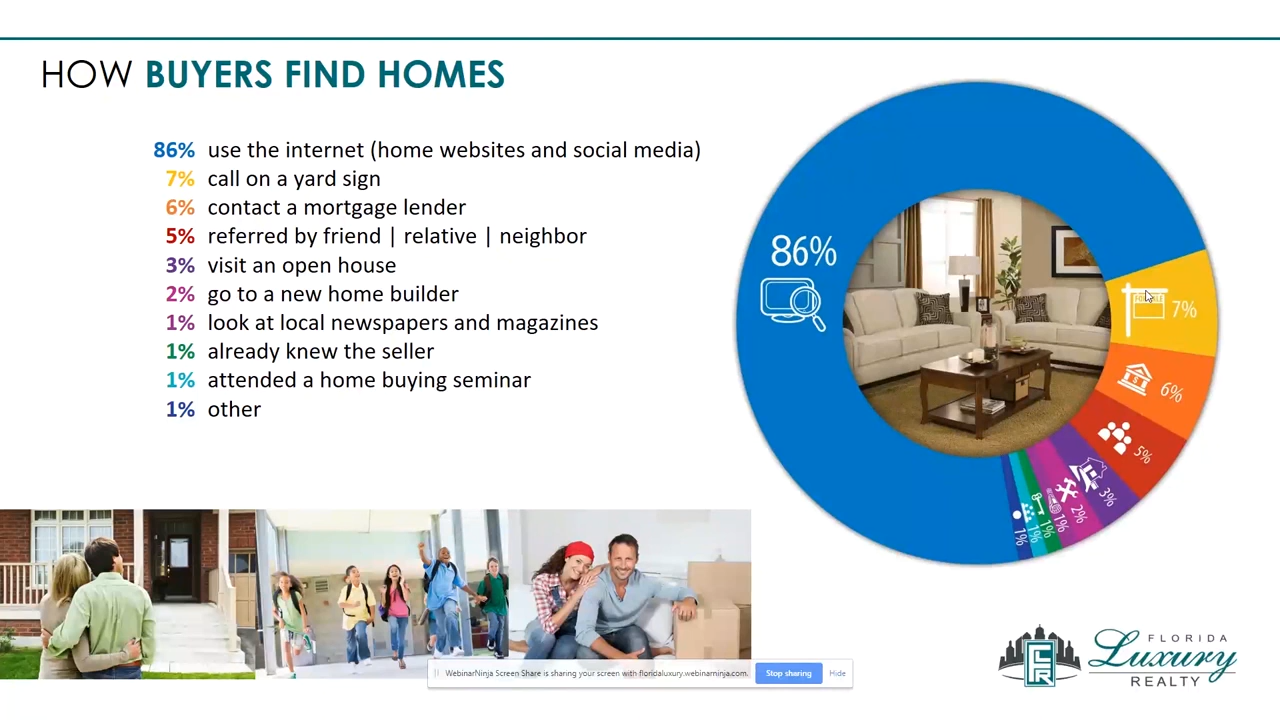 HOW BUYERS FIND HOMES
86% use the internet (home websites and social media)
7% call on a yard sign
6% contact a mortgage lender
5% referred by friend | relative | neighbor
3% visit an open house
2% go to a new home builder
1% look at local newspapers and magazines
1% already knew the seller
1% attended a home buying seminar
1% other
86%
7%
6%
5%
3%
2%
1%
1%
1%
1%
FLORIDA
Luxury
REALTY
WebinarNinja Screen Share is sharing your screen with floridaluxury.webinarninja.com. Stop sharing Hide